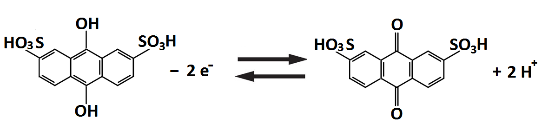 OH
HO₃S
SO₃H
– 2 e⁻
OH
O
HO₃S
SO₃H
+ 2 H⁺
O